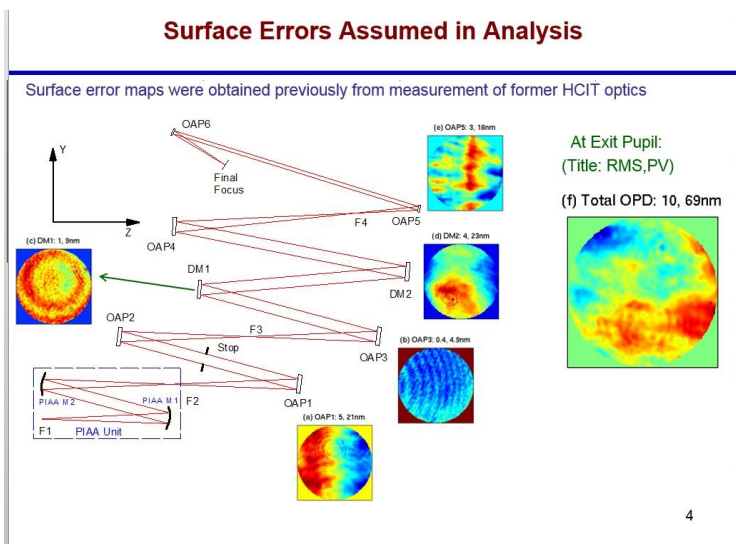 Surface Errors Assumed in Analysis
Surface error maps were obtained previously from measurement of former HCIT optics
OAP6
(e) OAP5: 3, 18nm
At Exit Pupil:
(Title: RMS,PV)
Y
Final
Focus
(f) Total OPD: 10, 69nm
Z
F4
OAP5
OAP4
(c) DM1: 1, 9nm
(d) DM2: 4, 23nm
DM1
DM2
OAP2
F3
Stop
OAP3
(b) OAP3: 0.4, 4.9nm
PIAA M2
PIAA M1
F2
OAP1
F1
PIAA Unit
(a) OAP1: 5, 21nm
4